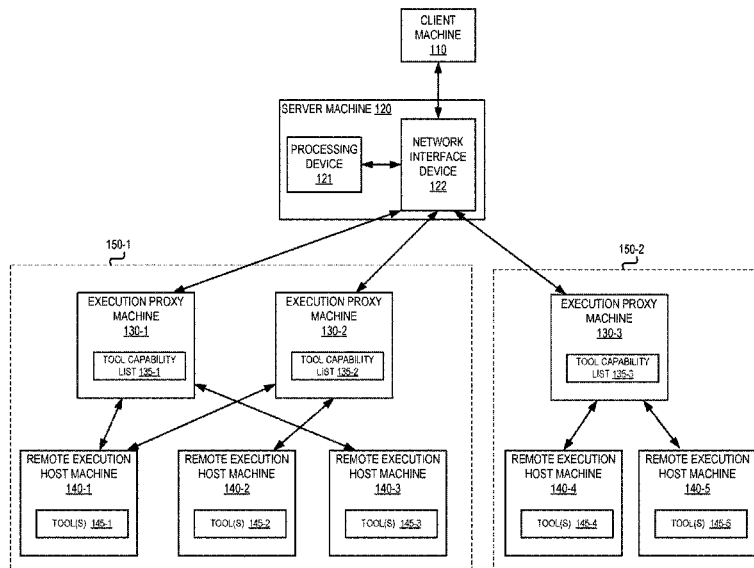 CLIENT
MACHINE
110
SERVER MACHINE 120
PROCESSING
DEVICE
121
NETWORK
INTERFACE
DEVICE
122
150-1
150-2
EXECUTION PROXY
MACHINE
130-1
TOOL CAPABILITY
LIST 135-1
EXECUTION PROXY
MACHINE
130-2
TOOL CAPABILITY
LIST 135-2
EXECUTION PROXY
MACHINE
130-3
TOOL CAPABILITY
LIST 135-3
REMOTE EXECUTION
HOST MACHINE
140-1
TOOL(S) 145-1
REMOTE EXECUTION
HOST MACHINE
140-2
TOOL(S) 145-2
REMOTE EXECUTION
HOST MACHINE
140-3
TOOL(S) 145-3
REMOTE EXECUTION
HOST MACHINE
140-4
TOOL(S) 145-4
REMOTE EXECUTION
HOST MACHINE
140-5
TOOL(S) 145-5